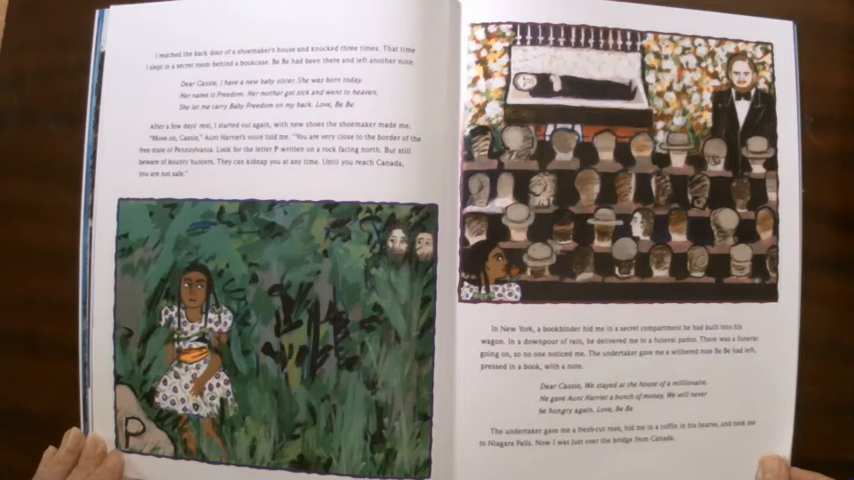 I reached the back door of a shoemaker's house and knocked three times. That time
I slept in a secret room behind a bookcase. Be Be had been there and left another note.
Dear Cassie, I have a new baby sister. She was born today.
Her name is Freedom. Her mother got sick and went to heaven.
She let me carry Baby Freedom on my back. Love, Be Be
After a few days' rest, I started out again, with new shoes the shoemaker made me.
"Move on, Cassie," Aunt Harriet's voice told me. "You are very close to the border of the
free state of Pennsylvania. Look for the letter P written on a rock facing north. But still
beware of bounty hunters. They can kidnap you at any time. Until you reach Canada,
you are not safe."
P
In New York, a bookbinder hid me in a secret compartment he had built into his
wagon. In a downpour of rain, he delivered me to a funeral parlor. There was a funeral
going on, so no one noticed me. The undertaker gave me a withered rose Be Be had left,
pressed in a book, with a note.
Dear Cassie, We stayed at the house of a millionaire.
He gave Aunt Harriet a bunch of money. We will never
be hungry again. Love, Be Be
The undertaker gave me a fresh-cut rose, hid me in a coffin in his hearse, and took me
to Niagara Falls. Now I was just over the bridge from Canada.